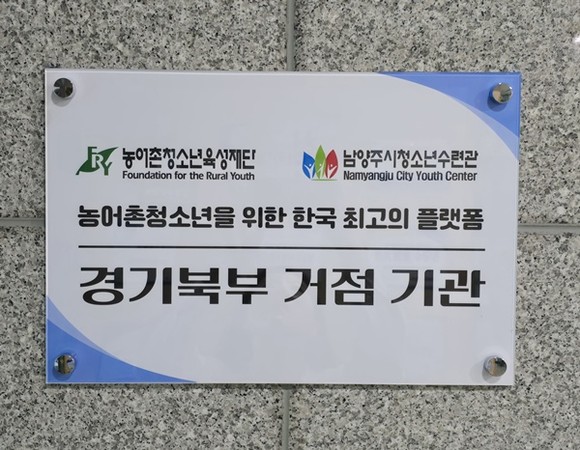 FRY 농어촌청소년육성재단 남양주시청소년수련관
Foundation for the Rural Youth Namyangju City Youth Center
농어촌청소년을 위한 한국 최고의 플랫폼
경기북부 거점 기관